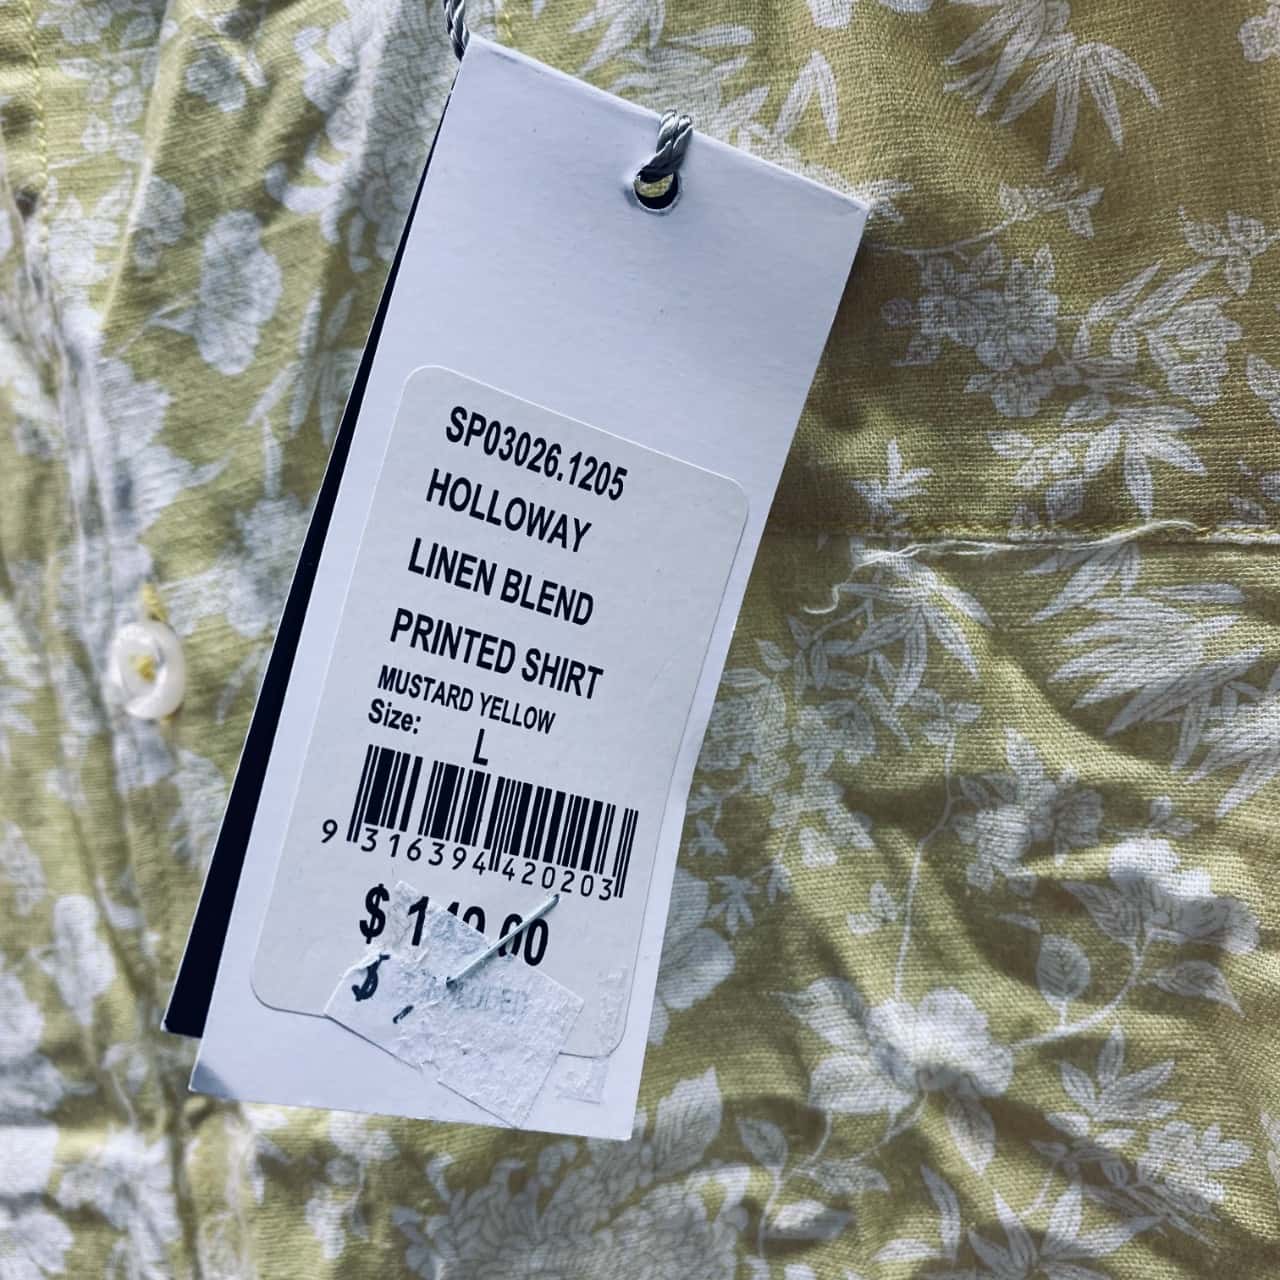 SP03026.1205
HOLLOWAY
LINEN BLEND
PRINTED SHIRT
MUSTARD YELLOW
Size:
L
9 316394 420203
$
$